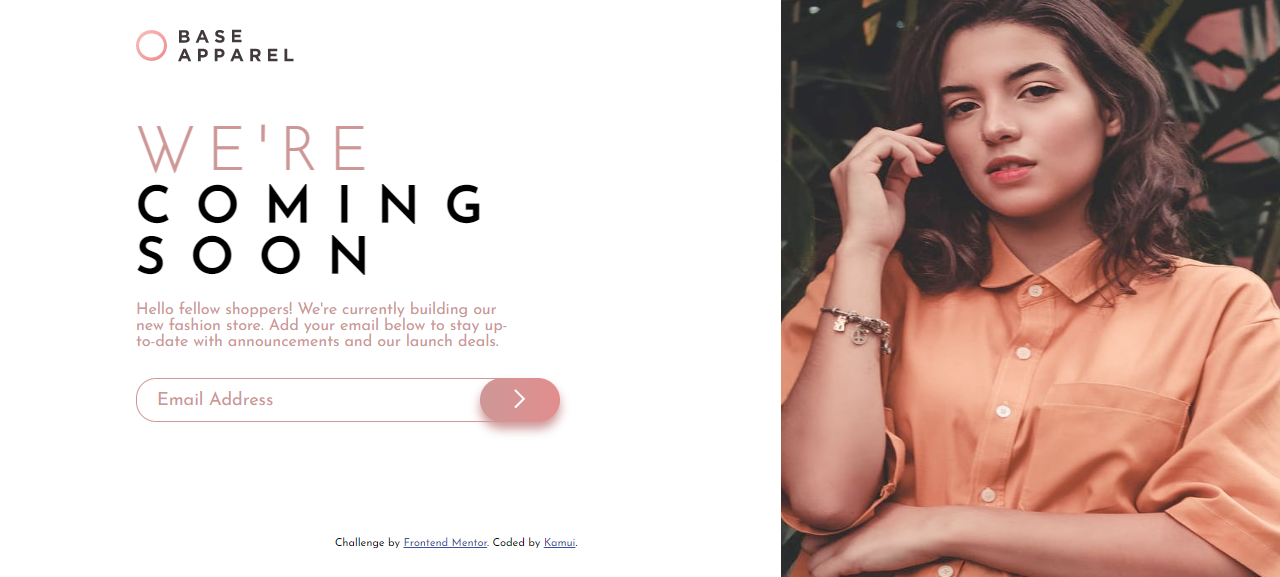 BASE
APPAREL
WE'RE
COMING
SOON
Hello fellow shoppers! We're currently building our
new fashion store. Add your email below to stay up-
to-date with announcements and our launch deals.
Email Address
Challenge by Frontend Mentor. Coded by Kamui.